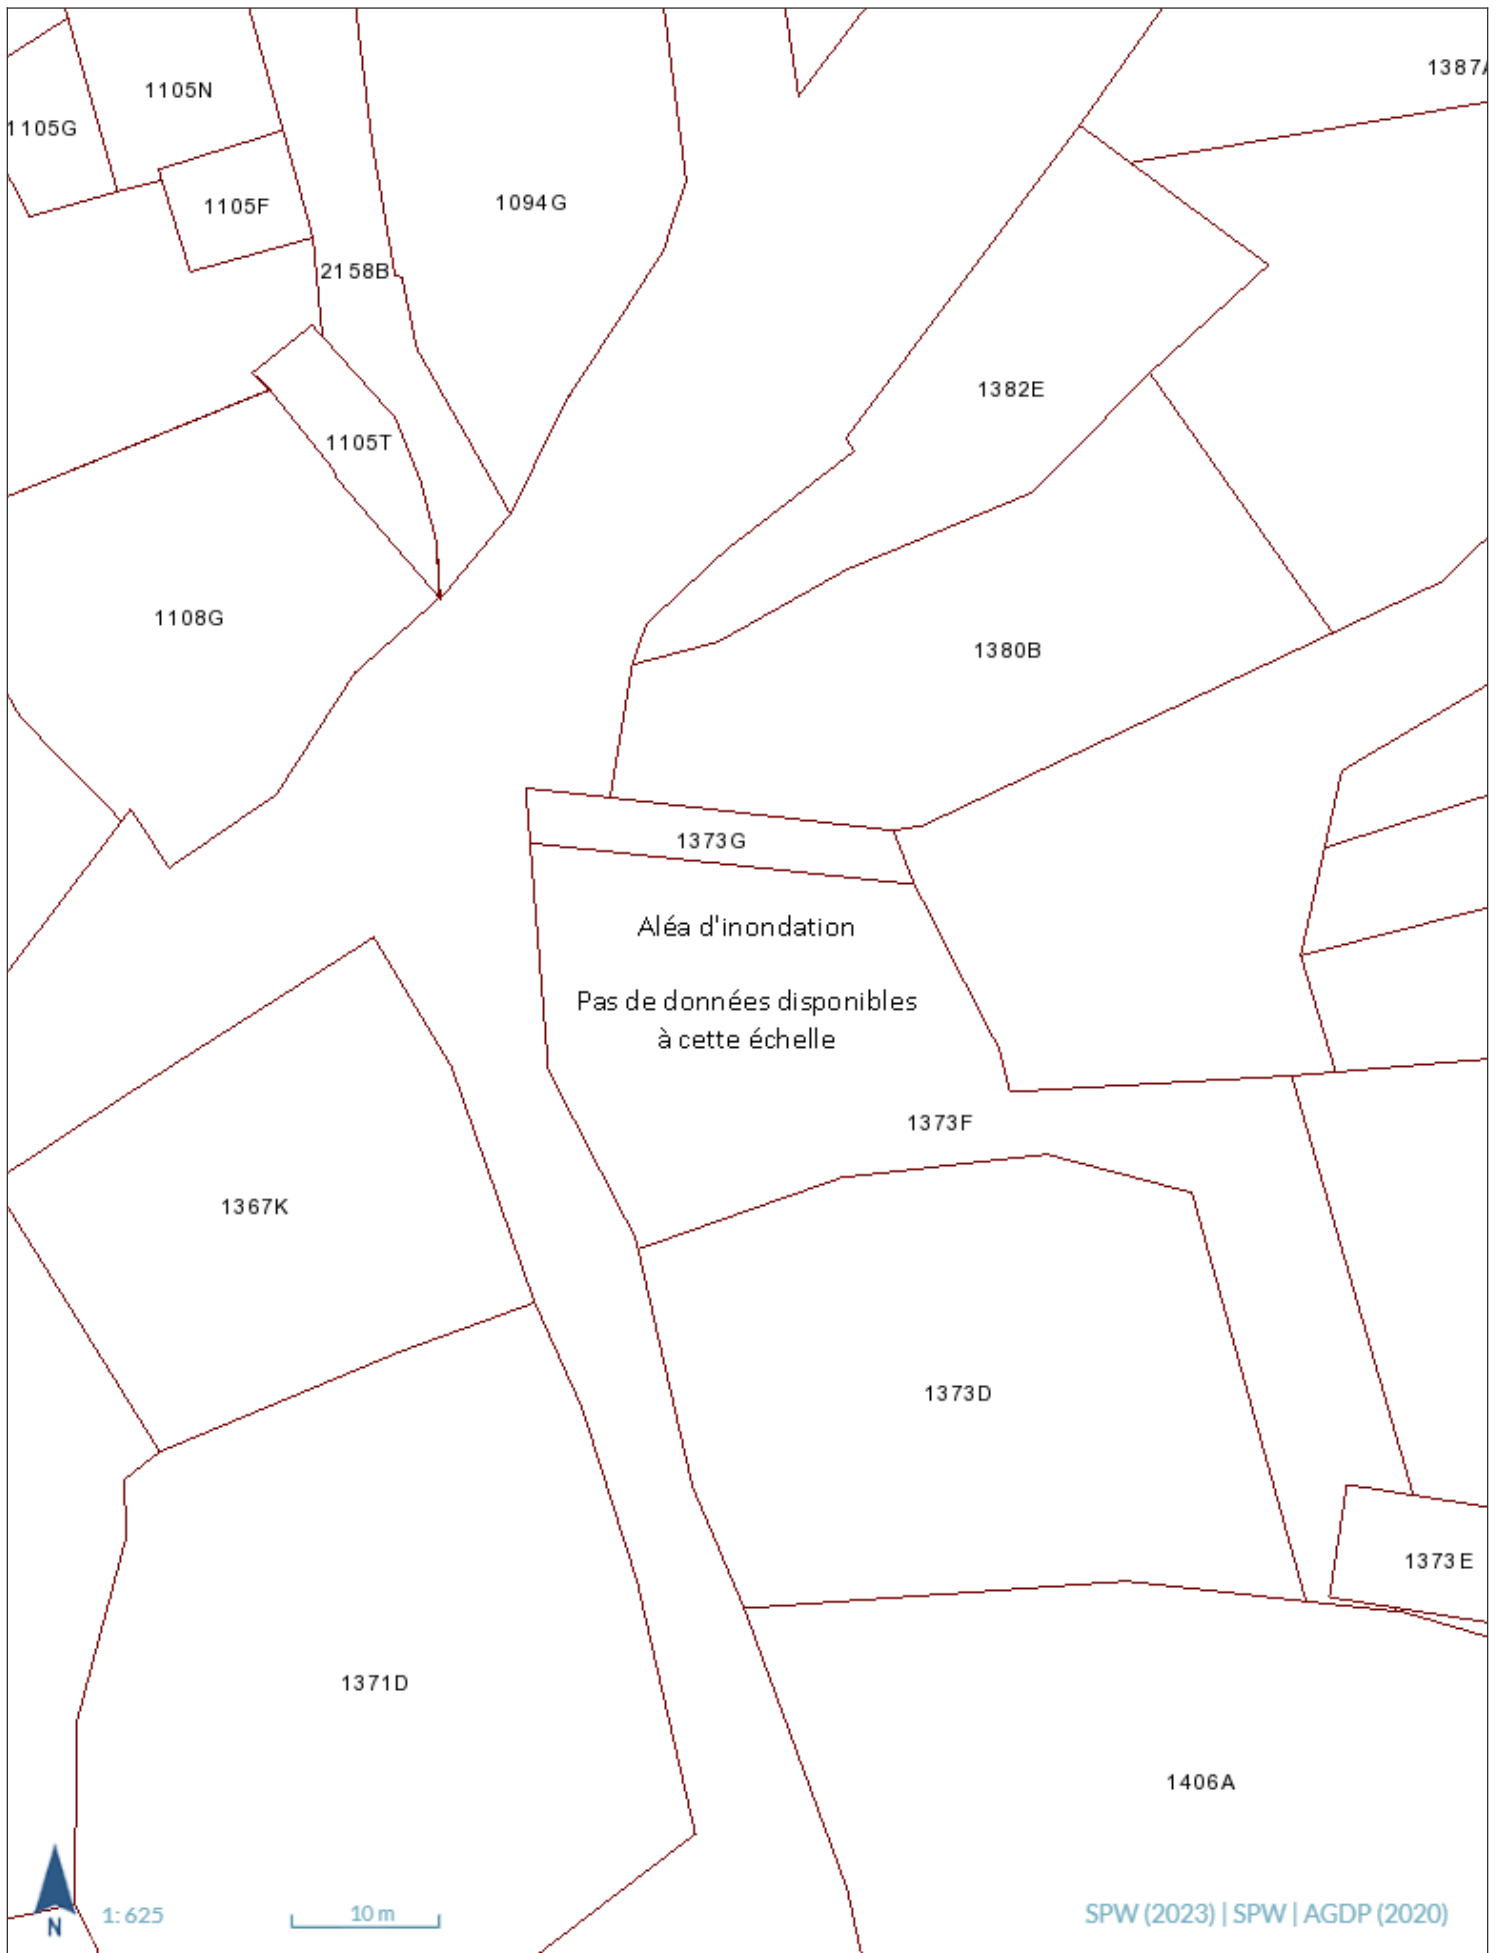 1387A
1105N
1105G
1094G
1105F
2158B
1382E
1105T
1108G
1380B
1373G
Aléa d'inondation
Pas de données disponibles
à cette échelle
1373F
1367K
1373D
1373E
1371D
1406A
N
1:625
10 m
SPW (2023) | SPW | AGDP (2020)